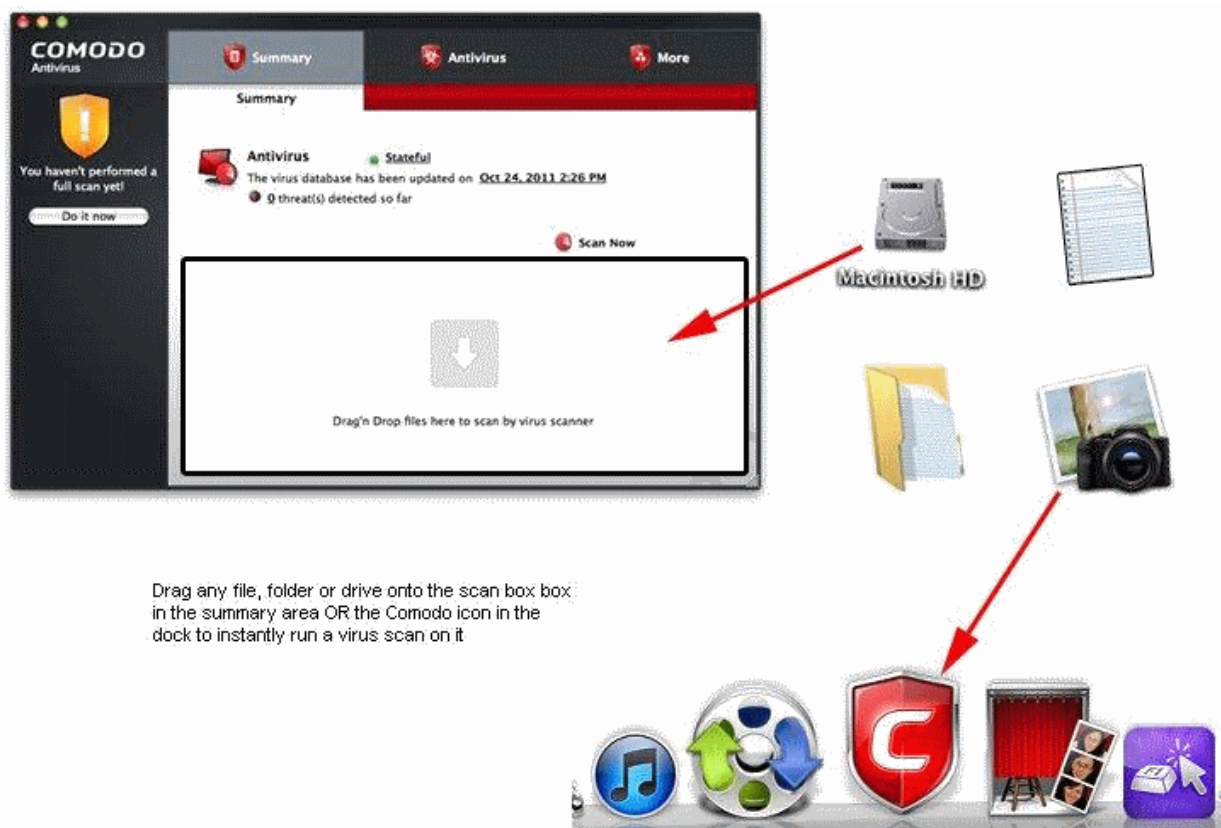 COMODO
Antivirus
Summary
Antivirus
More
Summary
You haven't performed a
full scan yet!
Do it now
Antivirus
Stateful
The virus database has been updated on Oct 24, 2011 2:26 PM
0 threat(s) detected so far
Scan Now
Drag'n Drop files here to scan by virus scanner
Macintosh HD
Drag any file, folder or drive onto the scan box box
in the summary area OR the Comodo icon in the
dock to instantly run a virus scan on it
C
F1